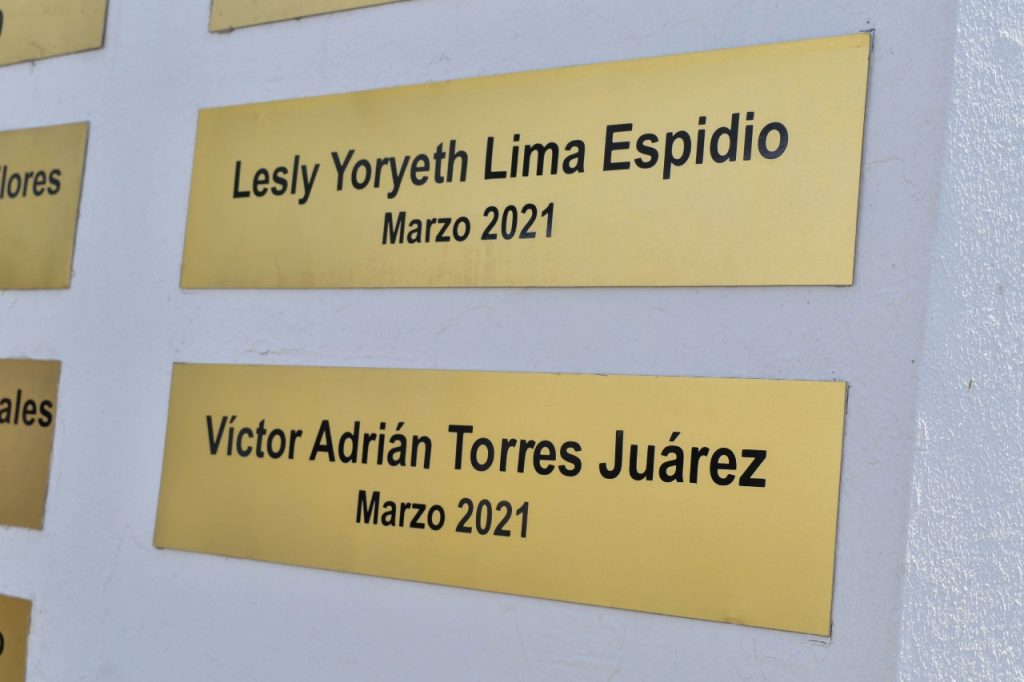 Lesly Yoryeth Lima Espidio
Marzo 2021
Víctor Adrián Torres Juárez
Marzo 2021